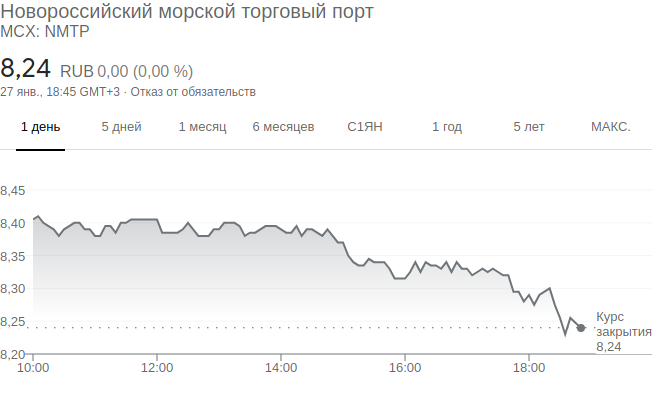 Новороссийский морской торговый порт
MCX: NMTP
8,24 RUB 0,00 (0,00 %)
27 янв., 18:45 GMT+3 · Отказ от обязательств
1 день 5 дней 1 месяц 6 месяцев С1ЯН 1 год 5 лет МАКС.
8,45
8,40
8,35
8,30
8,25
8,20
Курс
закрытия
8,24
10:00 12:00 14:00 16:00 18:00